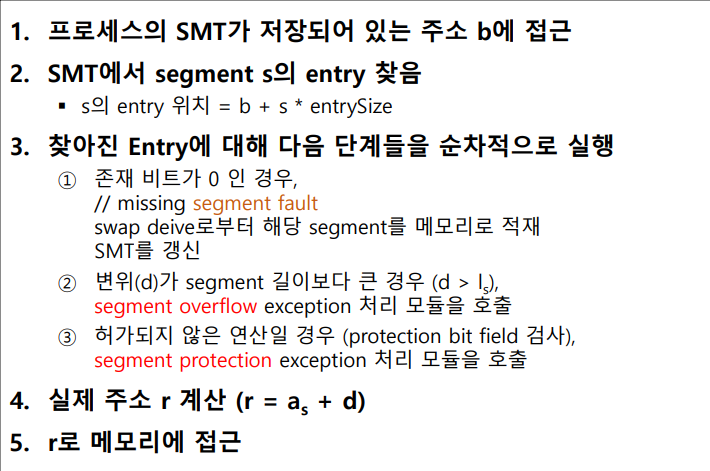 1. 프로세스의 SMT가 저장되어 있는 주소 b에 접근
2. SMT에서 segment s의 entry 찾음
▪ s의 entry 위치 = b + s * entrySize
3. 찾아진 Entry에 대해 다음 단계들을 순차적으로 실행
① 존재 비트가 0 인 경우,
// missing segment fault
swap deive로부터 해당 segment를 메모리로 적재
SMT를 갱신
② 변위(d)가 segment 길이보다 큰 경우 (d > ls),
segment overflow exception 처리 모듈을 호출
③ 허가되지 않은 연산일 경우 (protection bit field 검사),
segment protection exception 처리 모듈을 호출
4. 실제 주소 r 계산 (r = as + d)
5. r로 메모리에 접근